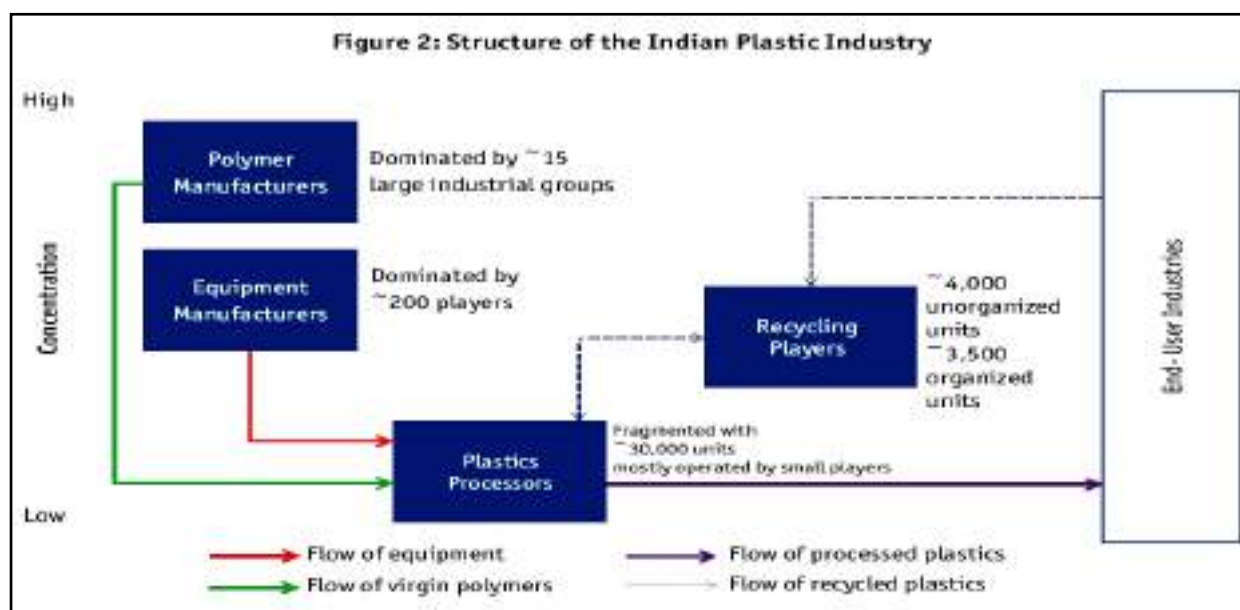 Figure 2: Structure of the Indian Plastic Industry
High
Concentration
Low
Polymer
Manufacturers
Dominated by ~15
large industrial groups
Equipment
Manufacturers
Dominated by
~200 players
Recycling
Players
~4,000
unorganized
units
~3,500
organized
units
Plastics
Processors
Fragmented with
~30,000 units
mostly operated by small players
End-User Industries
Flow of equipment
Flow of virgin polymers
Flow of processed plastics
Flow of recycled plastics